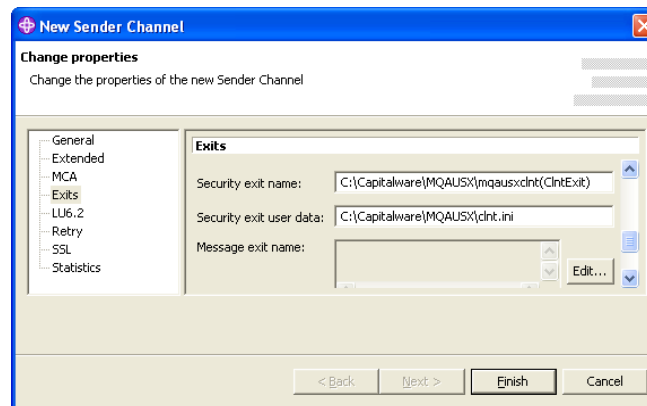 New Sender Channel
Change properties
Change the properties of the new Sender Channel
General
Extended
MCA
Exits
LU6.2
Retry
SSL
Statistics
Exits
Security exit name: C:\Capitalware\MQAUSX\mqausxclnt(ClntExit)
Security exit user data: C:\Capitalware\MQAUSX\clnt.ini
Message exit name:
Edit...
< Back Next > Finish Cancel